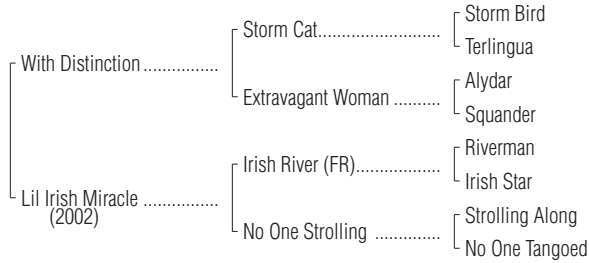 Storm Bird
Storm Cat..........................
Terlingua
With Distinction ................
Alydar
Extravagant Woman ..........
Squander
Riverman
Irish River (FR)..................
Irish Star
Lil Irish Miracle ................
(2002)
Strolling Along
No One Strolling ..............
No One Tangoed